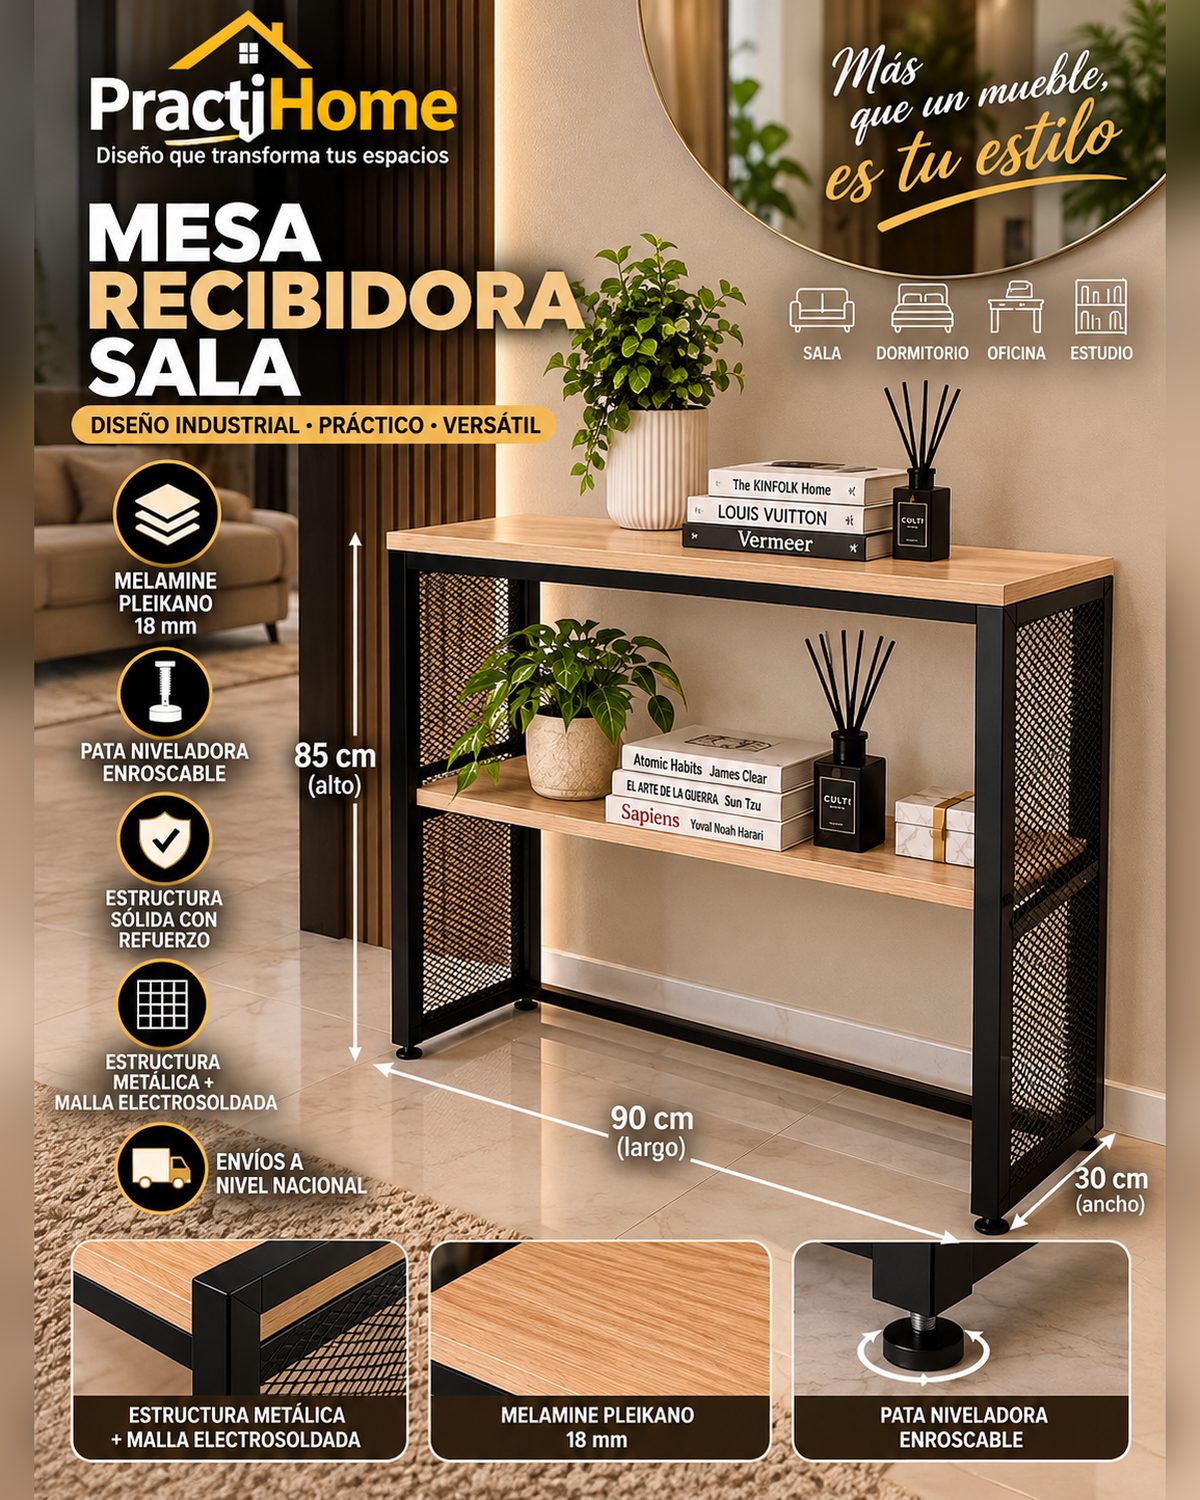 PractiHome
Diseño que transforma tus espacios
Más
que un mueble,
es tu estilo
MESA
RECIBIDORA
SALA
DISEÑO INDUSTRIAL • PRÁCTICO • VERSÁTIL
SALA
DORMITORIO
OFICINA
ESTUDIO
MELAMINE
PLEIKANO
18 mm
PATA NIVELADORA
ENROSCABLE
ESTRUCTURA
SÓLIDA CON
REFUERZO
ESTRUCTURA
METÁLICA +
MALLA ELECTROSOLDADA
ENVÍOS A
NIVEL NACIONAL
The KINFOLK Home
LOUIS VUITTON
Vermeer
CULTI
85 cm
(alto)
Atomic Habits James Clear
EL ARTE DE LA GUERRA Sun Tzu
Sapiens Yoval Noah Harari
CULTI
90 cm
(largo)
30 cm
(ancho)
ESTRUCTURA METÁLICA
+ MALLA ELECTROSOLDADA
MELAMINE PLEIKANO
18 mm
PATA NIVELADORA
ENROSCABLE